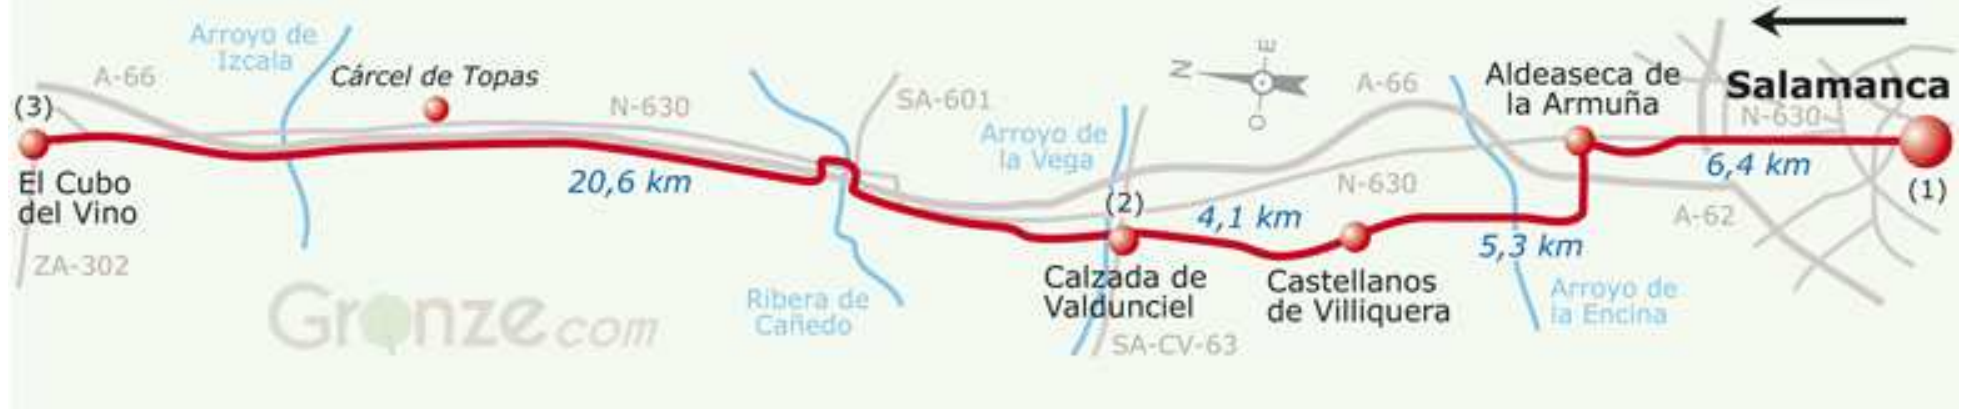 Arroyo de
Izcala
A-66
Cárcel de Topas
(3)
N-630
SA-601
El Cubo
del Vino
20,6 km
ZA-302
Gronze.com
Ribera de
Cañedo
Arroyo de
la Vega
(2)
Calzada de
Valdunciel
SA-CV-63
N
E
O
4,1 km
Castellanos
de Villiquera
A-66
N-630
Aldeaseca de
la Armuña
5,3 km
Arroyo de
la Encina
Salamanca
N-630
6,4 km
(1)
A-62